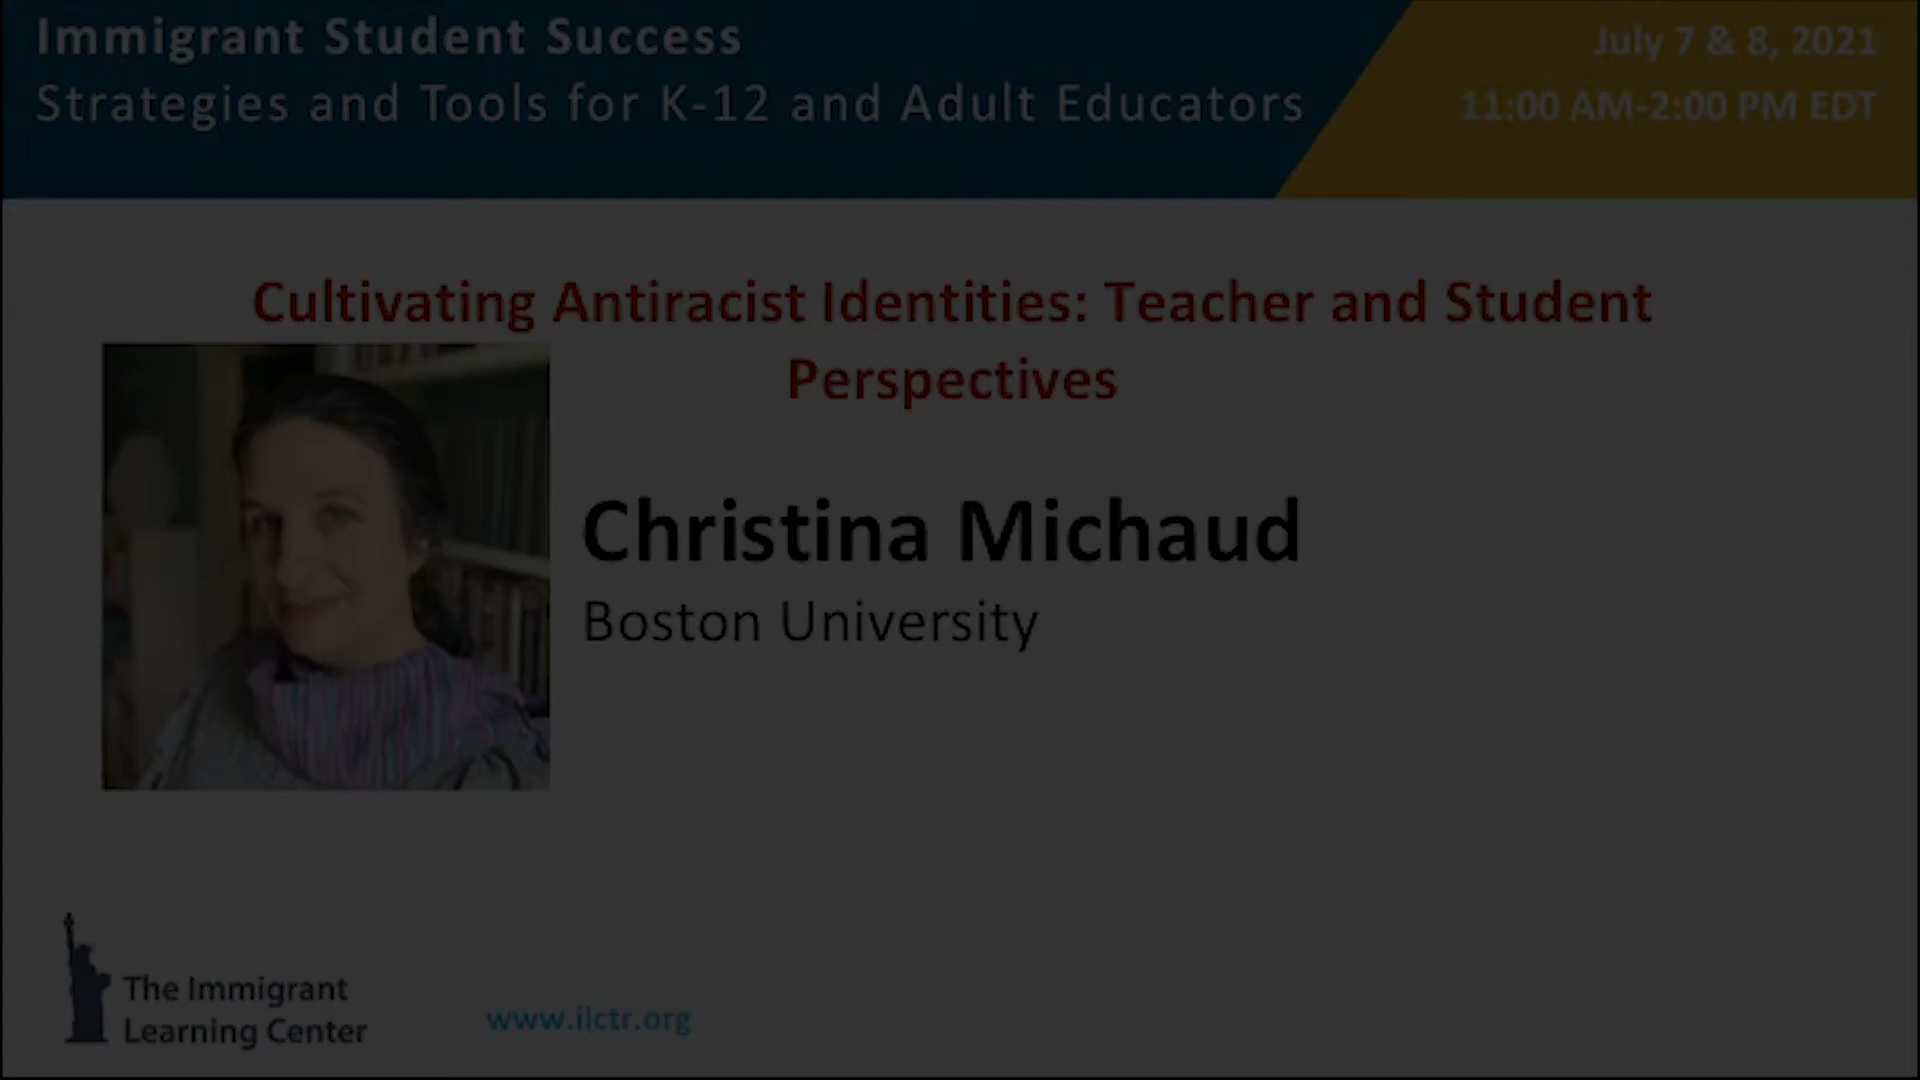 Immigrant Student Success
Strategies and Tools for K-12 and Adult Educators
July 7 & 8, 2021
11:00 AM-2:00 PM EDT
Cultivating Antiracist Identities: Teacher and Student
Perspectives
Christina Michaud
Boston University
The Immigrant
Learning Center
www.ilctr.org